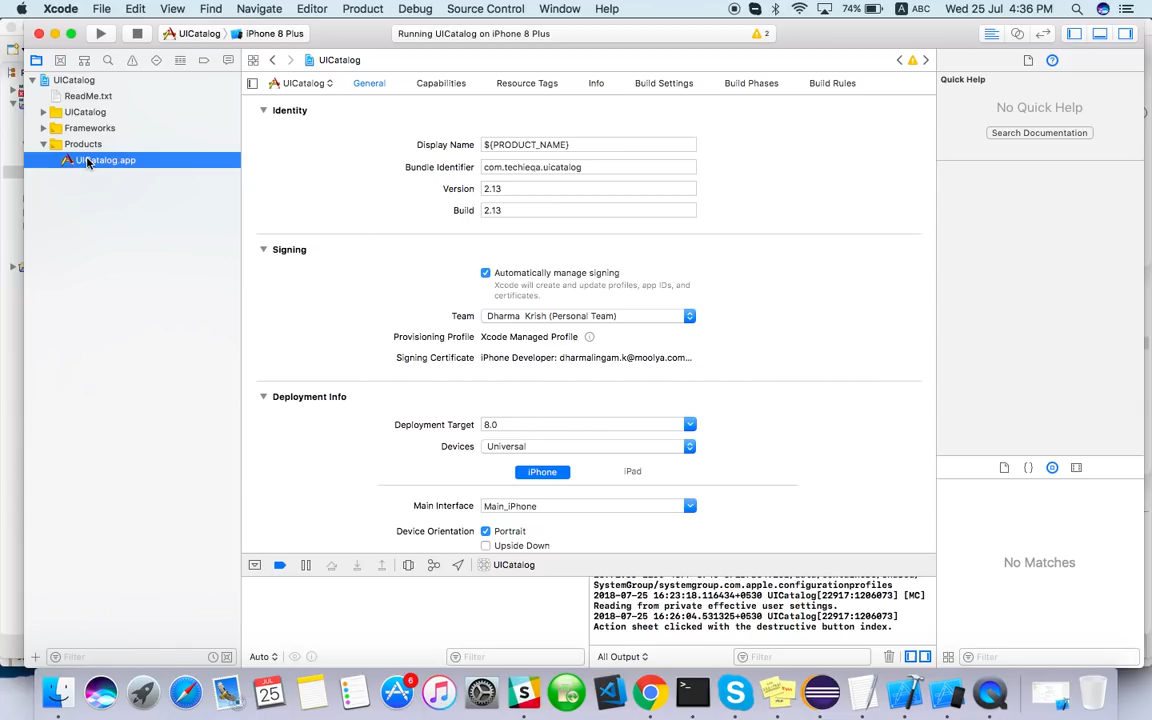 Xcode File Edit View Find Navigate Editor Product Debug Source Control Window Help 74% A ABC Wed 25 Jul 4:36 PM
UICatalog iPhone 8 Plus Running UICatalog on iPhone 8 Plus 2
UICatalog
UICatalog
ReadMe.txt
UICatalog
Frameworks
Products
UICatalog.app
UICatalog General Capabilities Resource Tags Info Build Settings Build Phases Build Rules
Identity
Display Name ${PRODUCT_NAME}
Bundle Identifier com.techieqa.uicatalog
Version 2.13
Build 2.13
Signing
Automatically manage signing
Xcode will create and update profiles, app IDs, and
certificates.
Team Dharma Krish (Personal Team)
Provisioning Profile Xcode Managed Profile
Signing Certificate iPhone Developer: dharmalingam.k@moolya.com...
Deployment Info
Deployment Target 8.0
Devices Universal
iPhone iPad
Main Interface Main_iPhone
Device Orientation Portrait
Upside Down
Quick Help
No Quick Help
Search Documentation
No Matches
UICatalog
SystemGroup/systemgroup.com.apple.configurationprofiles
2018-07-25 16:23:18.116434+0530 UICatalog[22917:1206073] [MC]
Reading from private effective user settings.
2018-07-25 16:26:04.531325+0530 UICatalog[22917:1206073]
Action sheet clicked with the destructive button index.
Filter Auto Filter All Output Filter Filter
JUL
25
6